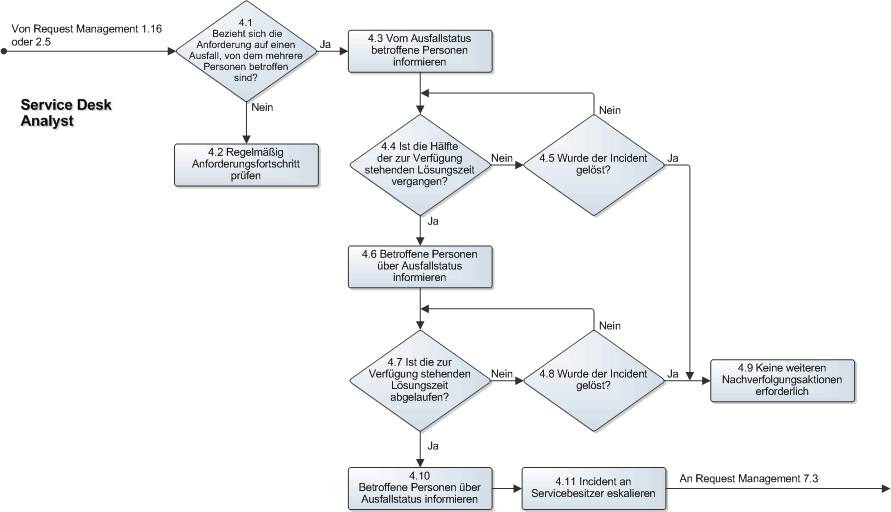 Von Request Management 1.16
oder 2.5
Service Desk
Analyst
4.1
Bezieht sich die
Anforderung auf einen
Ausfall, von dem mehrere
Personen betroffen
sind?
Ja
Nein
4.2 Regelmäßig
Anforderungsfortschritt
prüfen
4.3 Vom Ausfallstatus
betroffene Personen
informieren
4.4 Ist die Hälfte
der zur Verfügung
stehenden Lösungszeit
vergangen?
Nein
Ja
4.5 Wurde der Incident
gelöst?
Nein
Ja
4.6 Betroffene Personen
über Ausfallstatus
informieren
4.7 Ist die zur
Verfügung stehenden
Lösungszeit
abgelaufen?
Nein
Ja
4.8 Wurde der Incident
gelöst?
Nein
Ja
4.9 Keine weiteren
Nachverfolgungsaktionen
erforderlich
4.10
Betroffene Personen über
Ausfallstatus informieren
4.11 Incident an
Servicebesitzer eskalieren
An Request Management 7.3